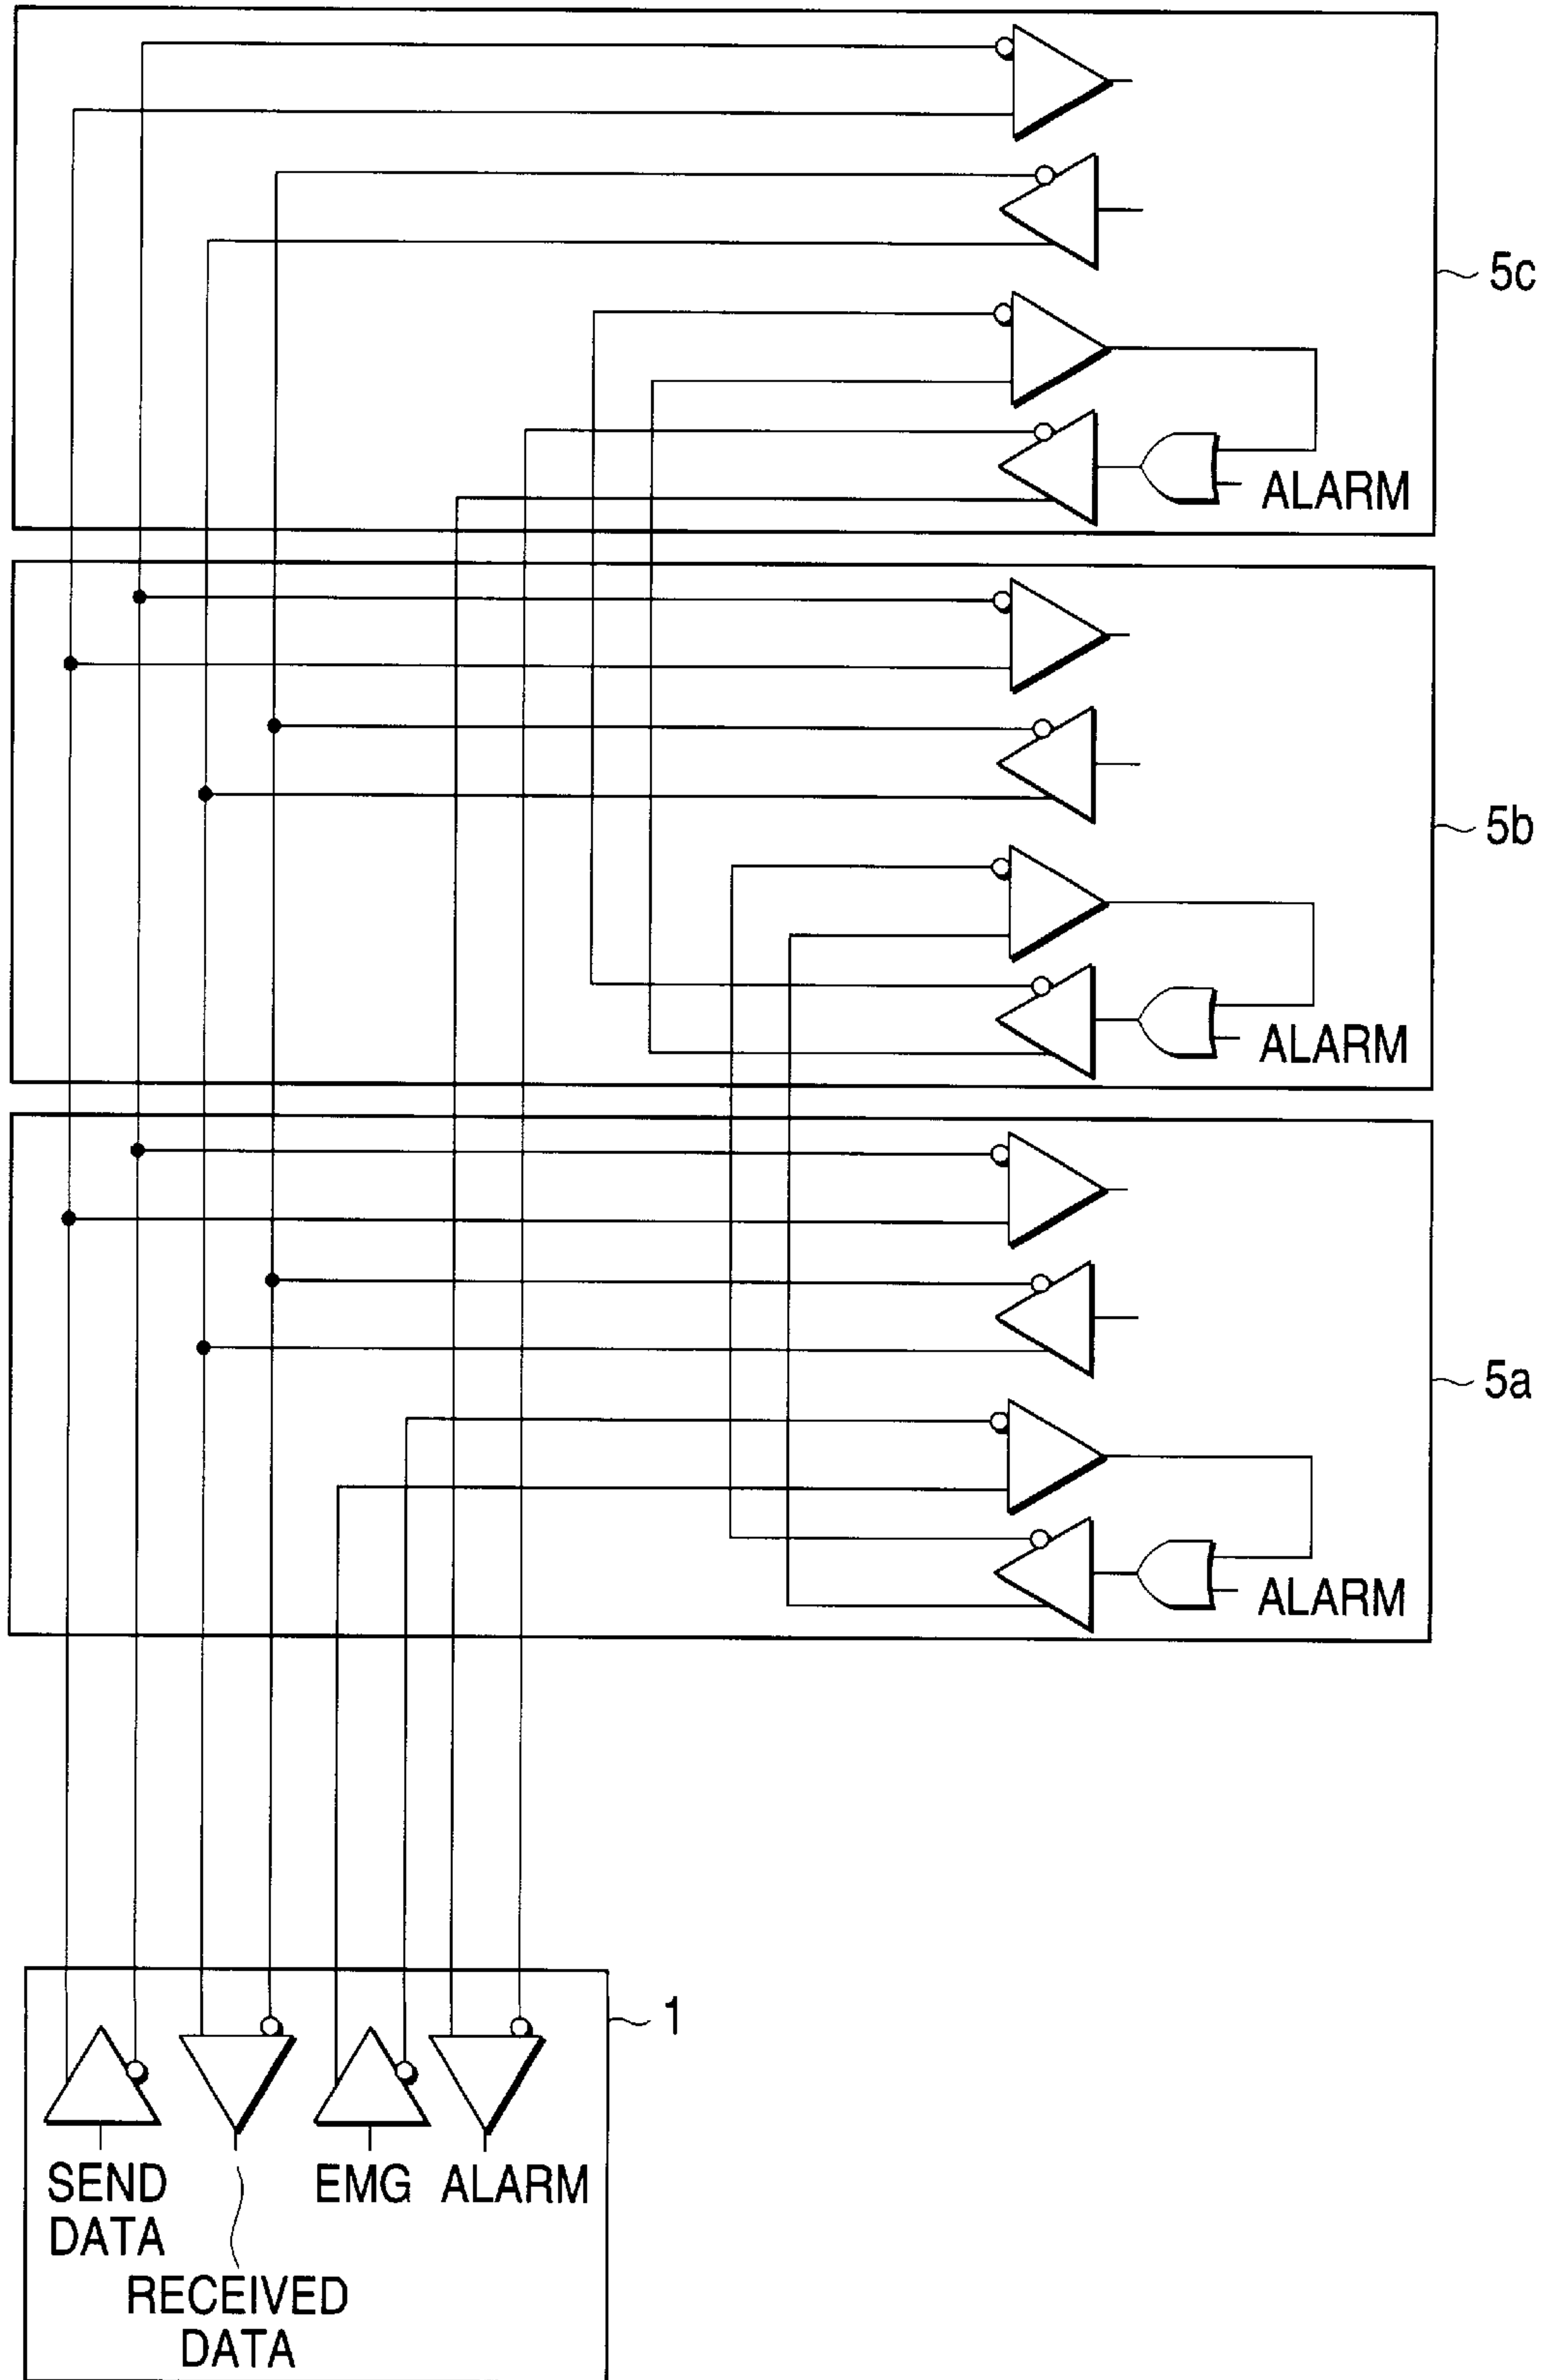 5c
ALARM
5b
ALARM
5a
ALARM
1
SEND
DATA
EMG
ALARM
RECEIVED
DATA